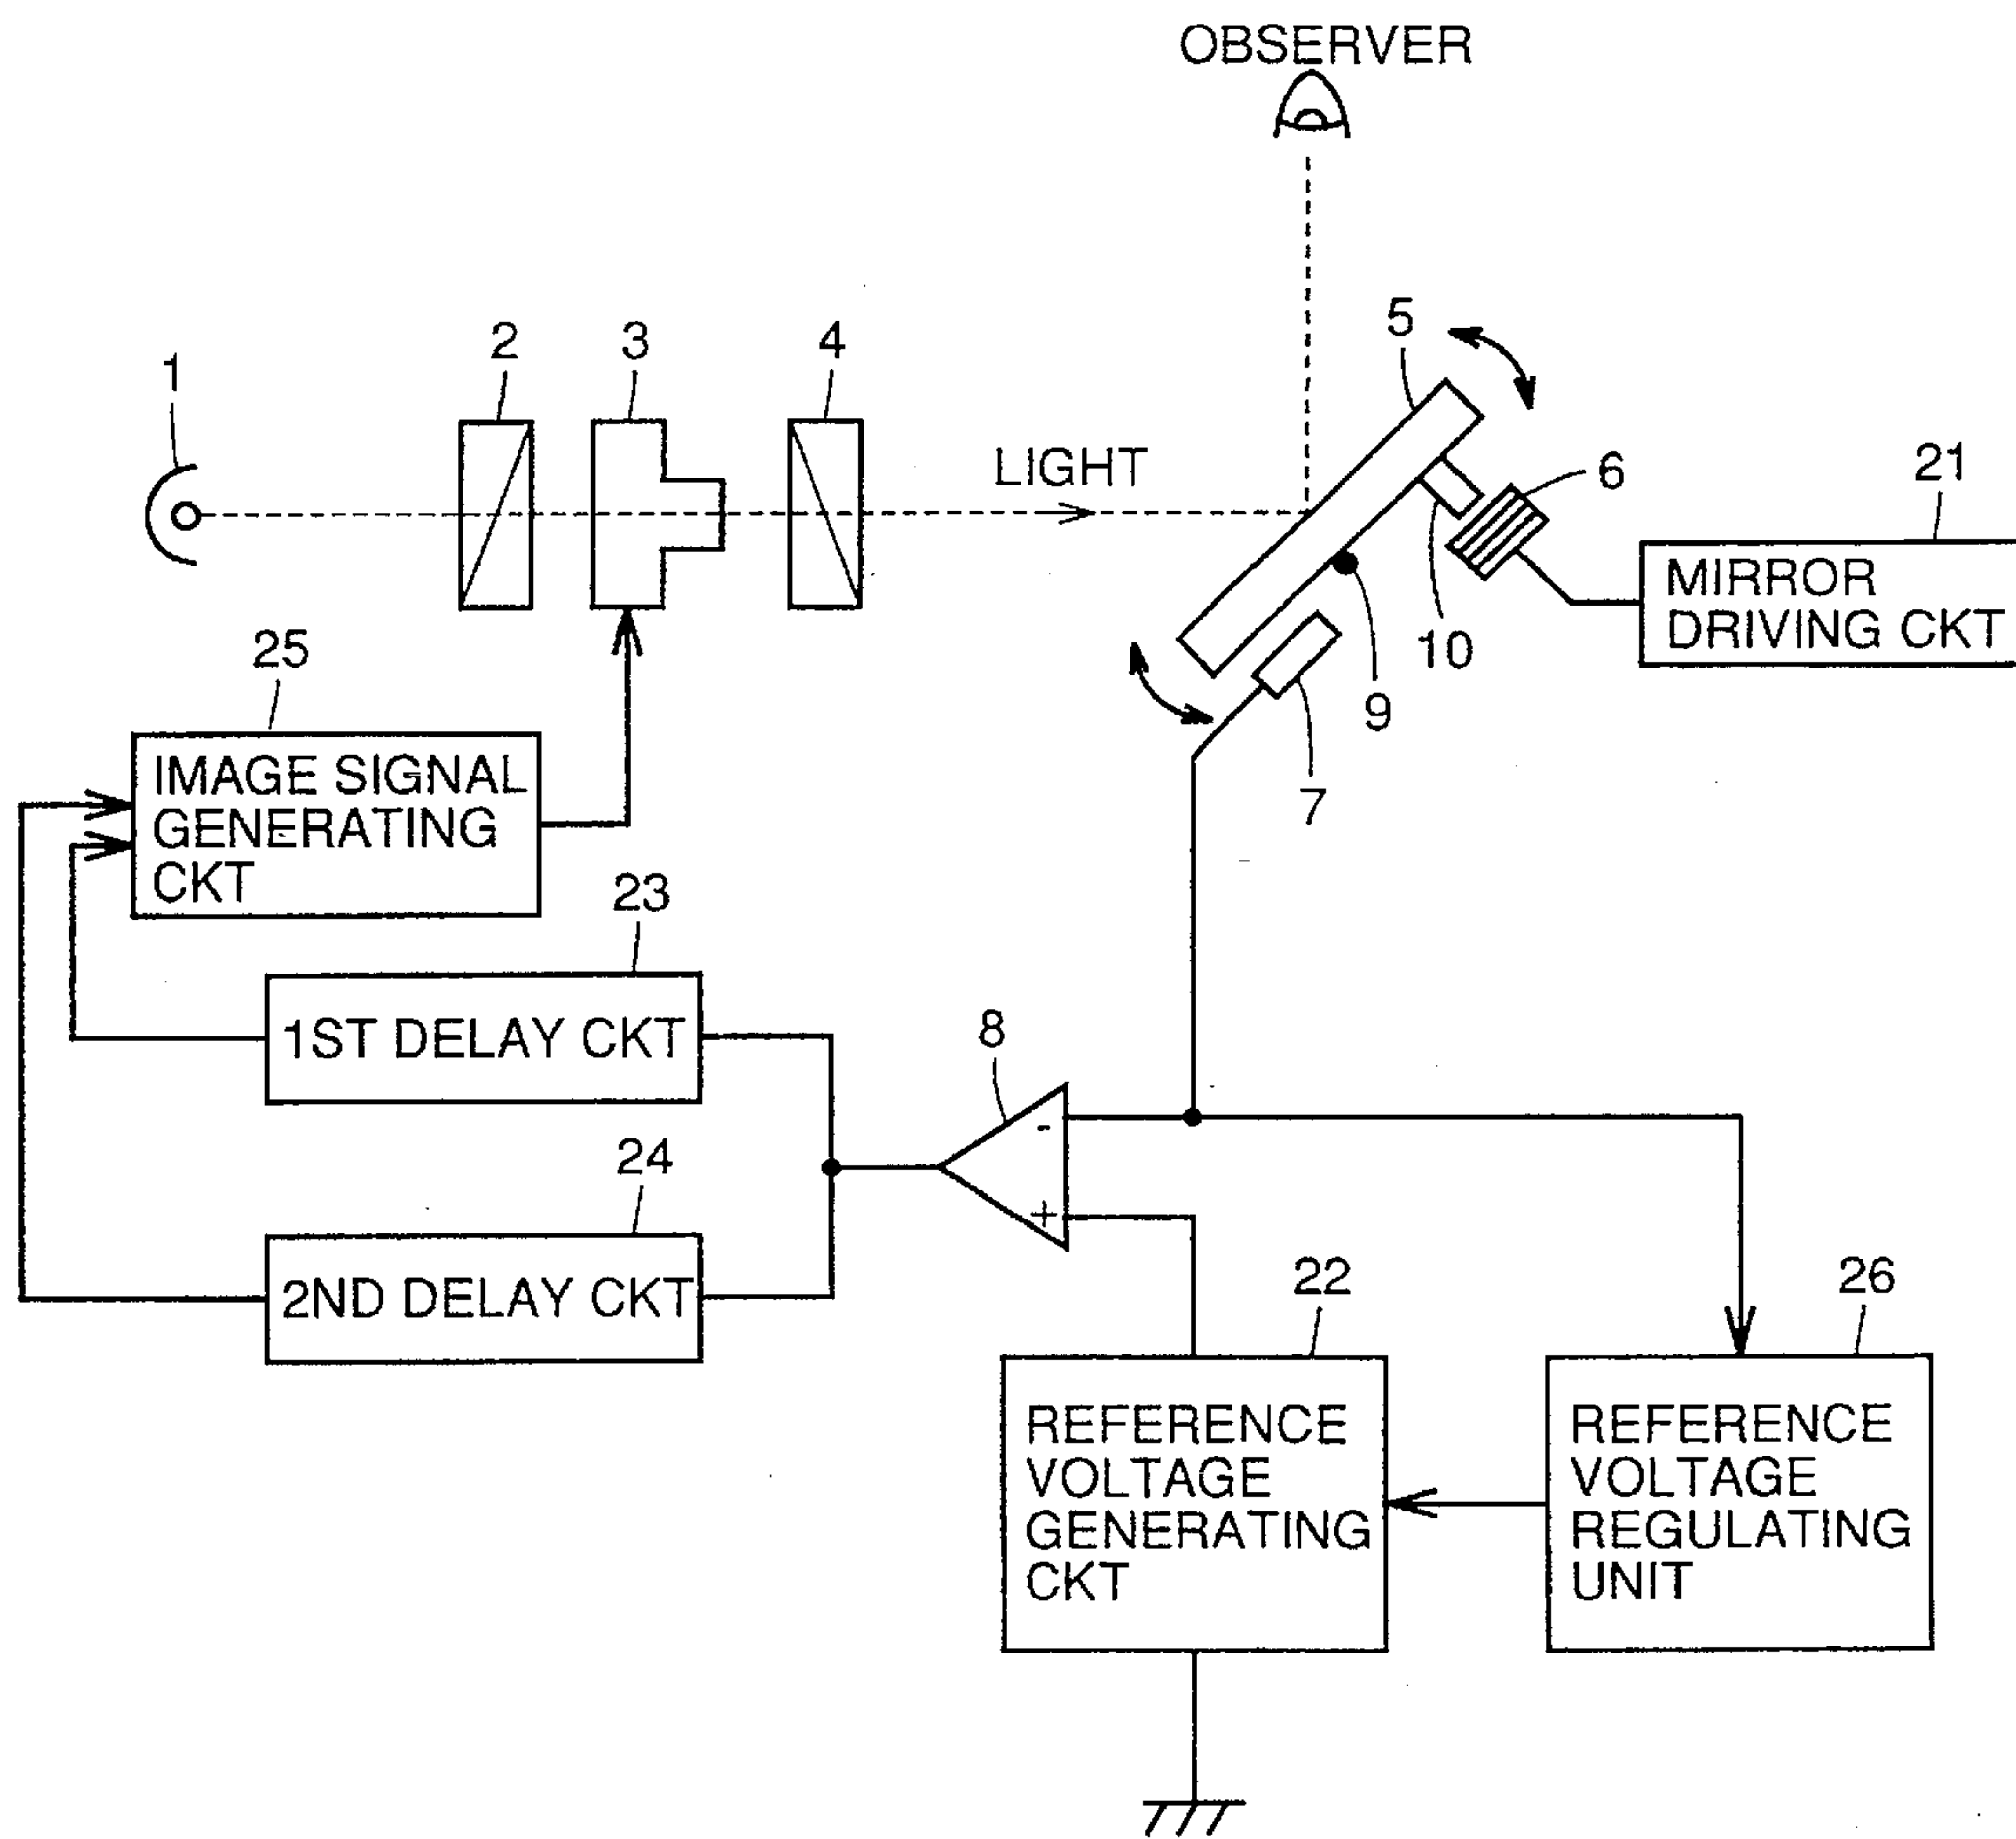 OBSERVER
1
2
3
4
LIGHT
5
6
21
MIRROR
DRIVING CKT
10
9
7
25
IMAGE SIGNAL
GENERATING
CKT
23
1ST DELAY CKT
24
2ND DELAY CKT
8
-
+
22
REFERENCE
VOLTAGE
GENERATING
CKT
26
REFERENCE
VOLTAGE
REGULATING
UNIT